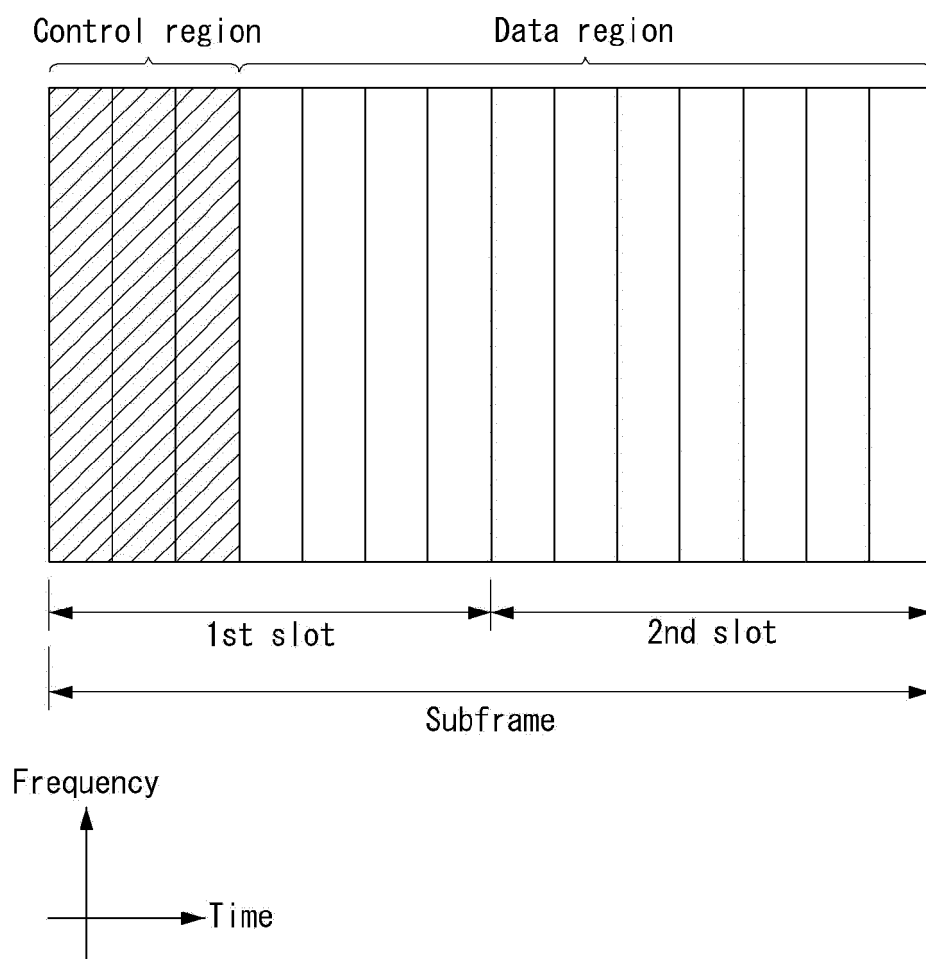 Control region
Data region
1st slot
2nd slot
Subframe
Frequency
Time